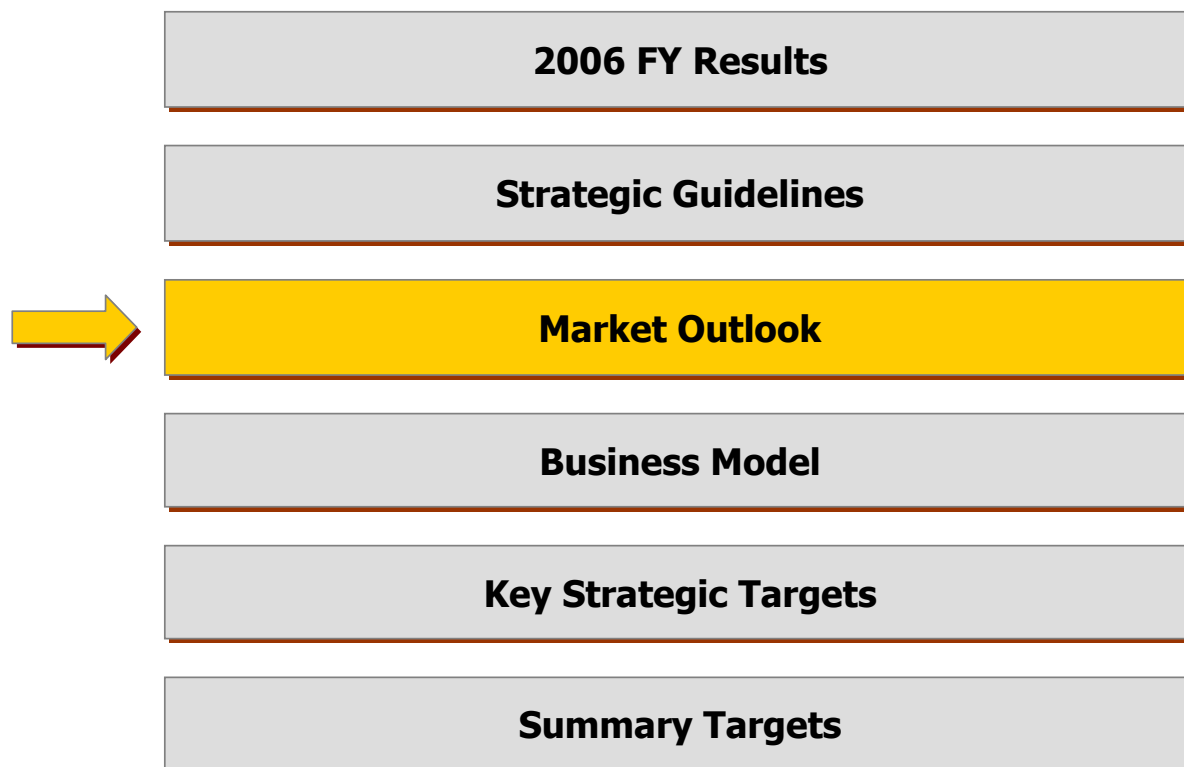 2006 FY Results
Strategic Guidelines
Market Outlook
Business Model
Key Strategic Targets
Summary Targets